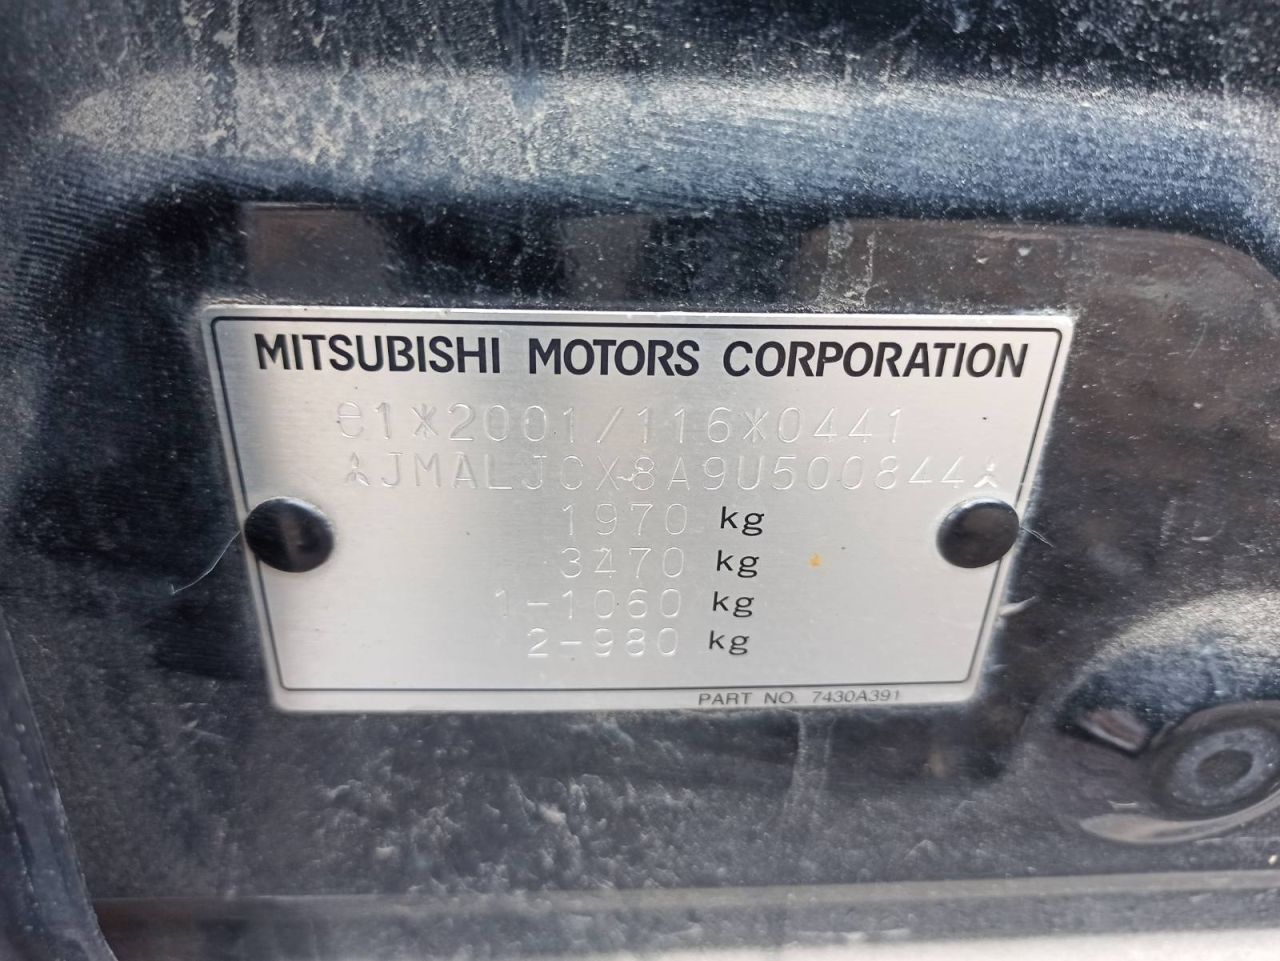 MITSUBISHI MOTORS CORPORATION
e1*2001/116*0441
JMALJCX8A9U500844
1970 kg
3470 kg
1-1060 kg
2-980 kg
PART NO. 7430A391